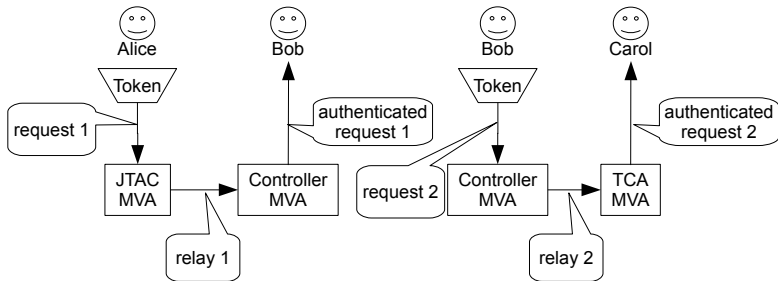 Alice
Bob
Bob
Carol
Token
Token
request 1
authenticated
request 1
authenticated
request 2
request 2
JTAC
MVA
Controller
MVA
Controller
MVA
TCA
MVA
relay 1
relay 2